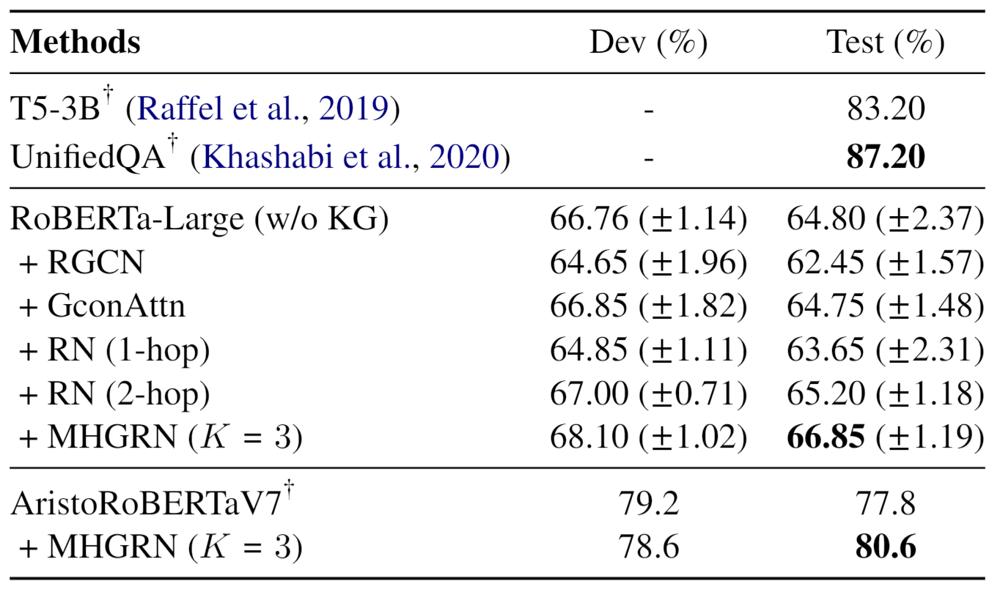 Methods Dev (%) Test (%)
T5-3B† (Raffel et al., 2019) - 83.20
UnifiedQA† (Khashabi et al., 2020) - 87.20
RoBERTa-Large (w/o KG) 66.76 (±1.14) 64.80 (±2.37)
+ RGCN 64.65 (±1.96) 62.45 (±1.57)
+ GconAttn 66.85 (±1.82) 64.75 (±1.48)
+ RN (1-hop) 64.85 (±1.11) 63.65 (±2.31)
+ RN (2-hop) 67.00 (±0.71) 65.20 (±1.18)
+ MHGRN (K = 3) 68.10 (±1.02) 66.85 (±1.19)
AristoRoBERTaV7† 79.2 77.8
+ MHGRN (K = 3) 78.6 80.6